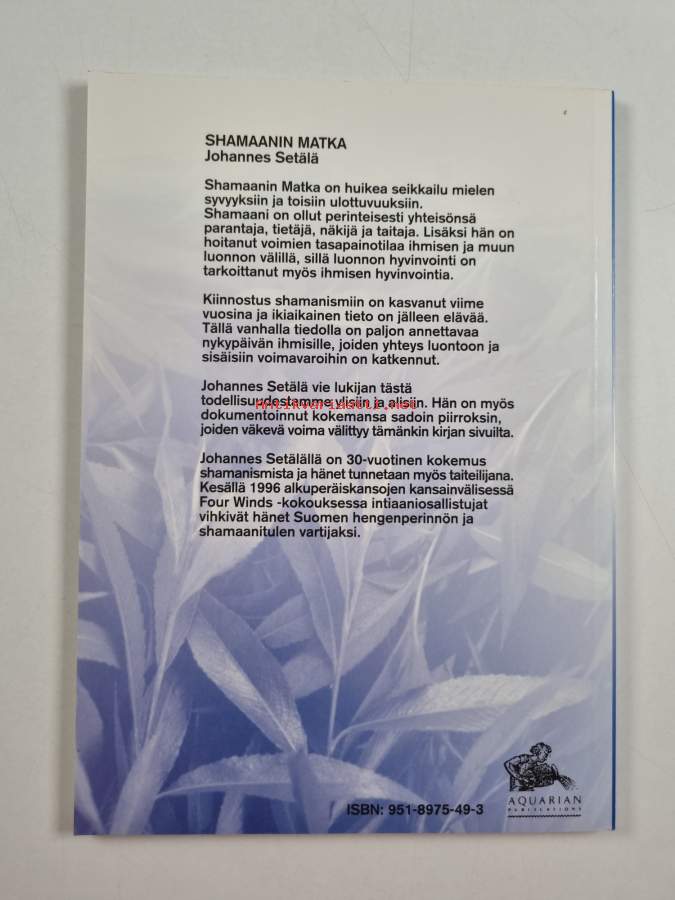 SHAMAANIN MATKA
Johannes Setälä
Shamaanin Matka on huikea seikkailu mielen
syvyyksiin ja toisiin ulottuvuuksiin.
Shamaani on ollut perinteisesti yhteisönsä
parantaja, tietäjä, näkijä ja taitaja. Lisäksi hän on
hoitanut voimien tasapainotilaa ihmisen ja muun
luonnon välillä, sillä luonnon hyvinvointi on
tarkoittanut myös ihmisen hyvinvointia.
Kiinnostus shamanismiin on kasvanut viime
vuosina ja ikiaikainen tieto on jälleen elävää.
Tällä vanhalla tiedolla on paljon annettavaa
nykypäivän ihmisille, joiden yhteys luontoon ja
sisäisiin voimavaroihin on katkennut.
Johannes Setälä vie lukijan tästä
todellisuudestamme ylisiin ja alisiin. Hän on myös
Antikvariaatti.net
dokumentoinnut kokemansa sadoin piirroksin,
joiden väkevä voima välittyy tämänkin kirjan sivuilta.
Johannes Setälällä on 30-vuotinen kokemus
shamanismista ja hänet tunnetaan myös taiteilijana.
Kesällä 1996 alkuperäiskansojen kansainvälisessä
Four Winds -kokouksessa intiaaniosallistujat
vihkivät hänet Suomen hengenperinnön ja
shamaanitulen vartijaksi.
ISBN: 951-8975-49-3
AQUARIAN
PUBLICATIONS